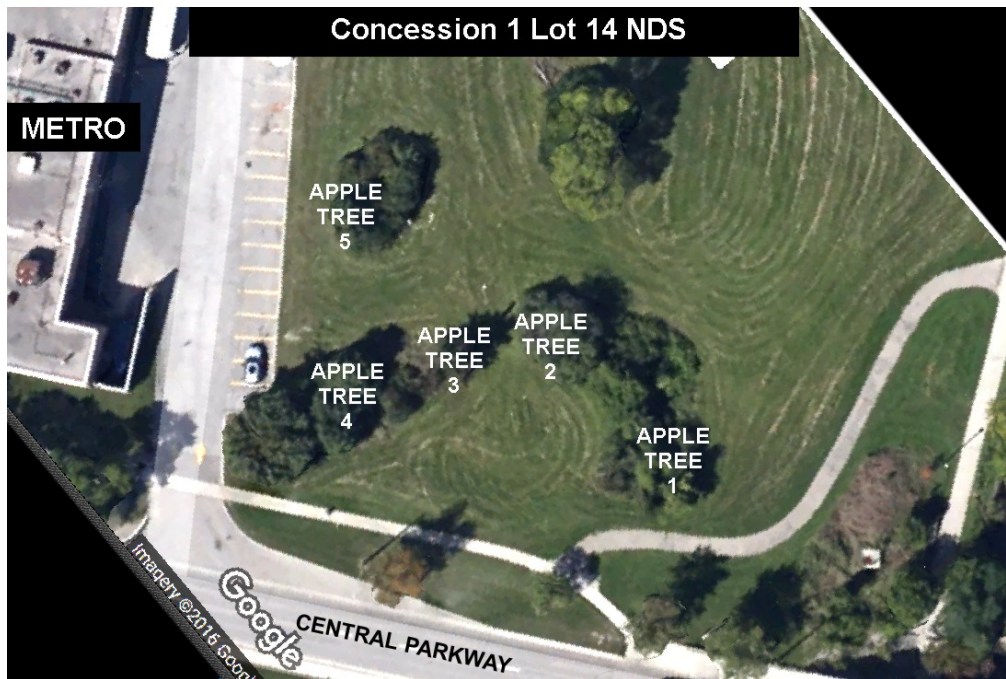 Concession 1 Lot 14 NDS
METRO
APPLE
TREE
5
APPLE
TREE
2
APPLE
TREE
3
APPLE
TREE
4
APPLE
TREE
1
Imagery ©2016 Google
Google
CENTRAL PARKWAY